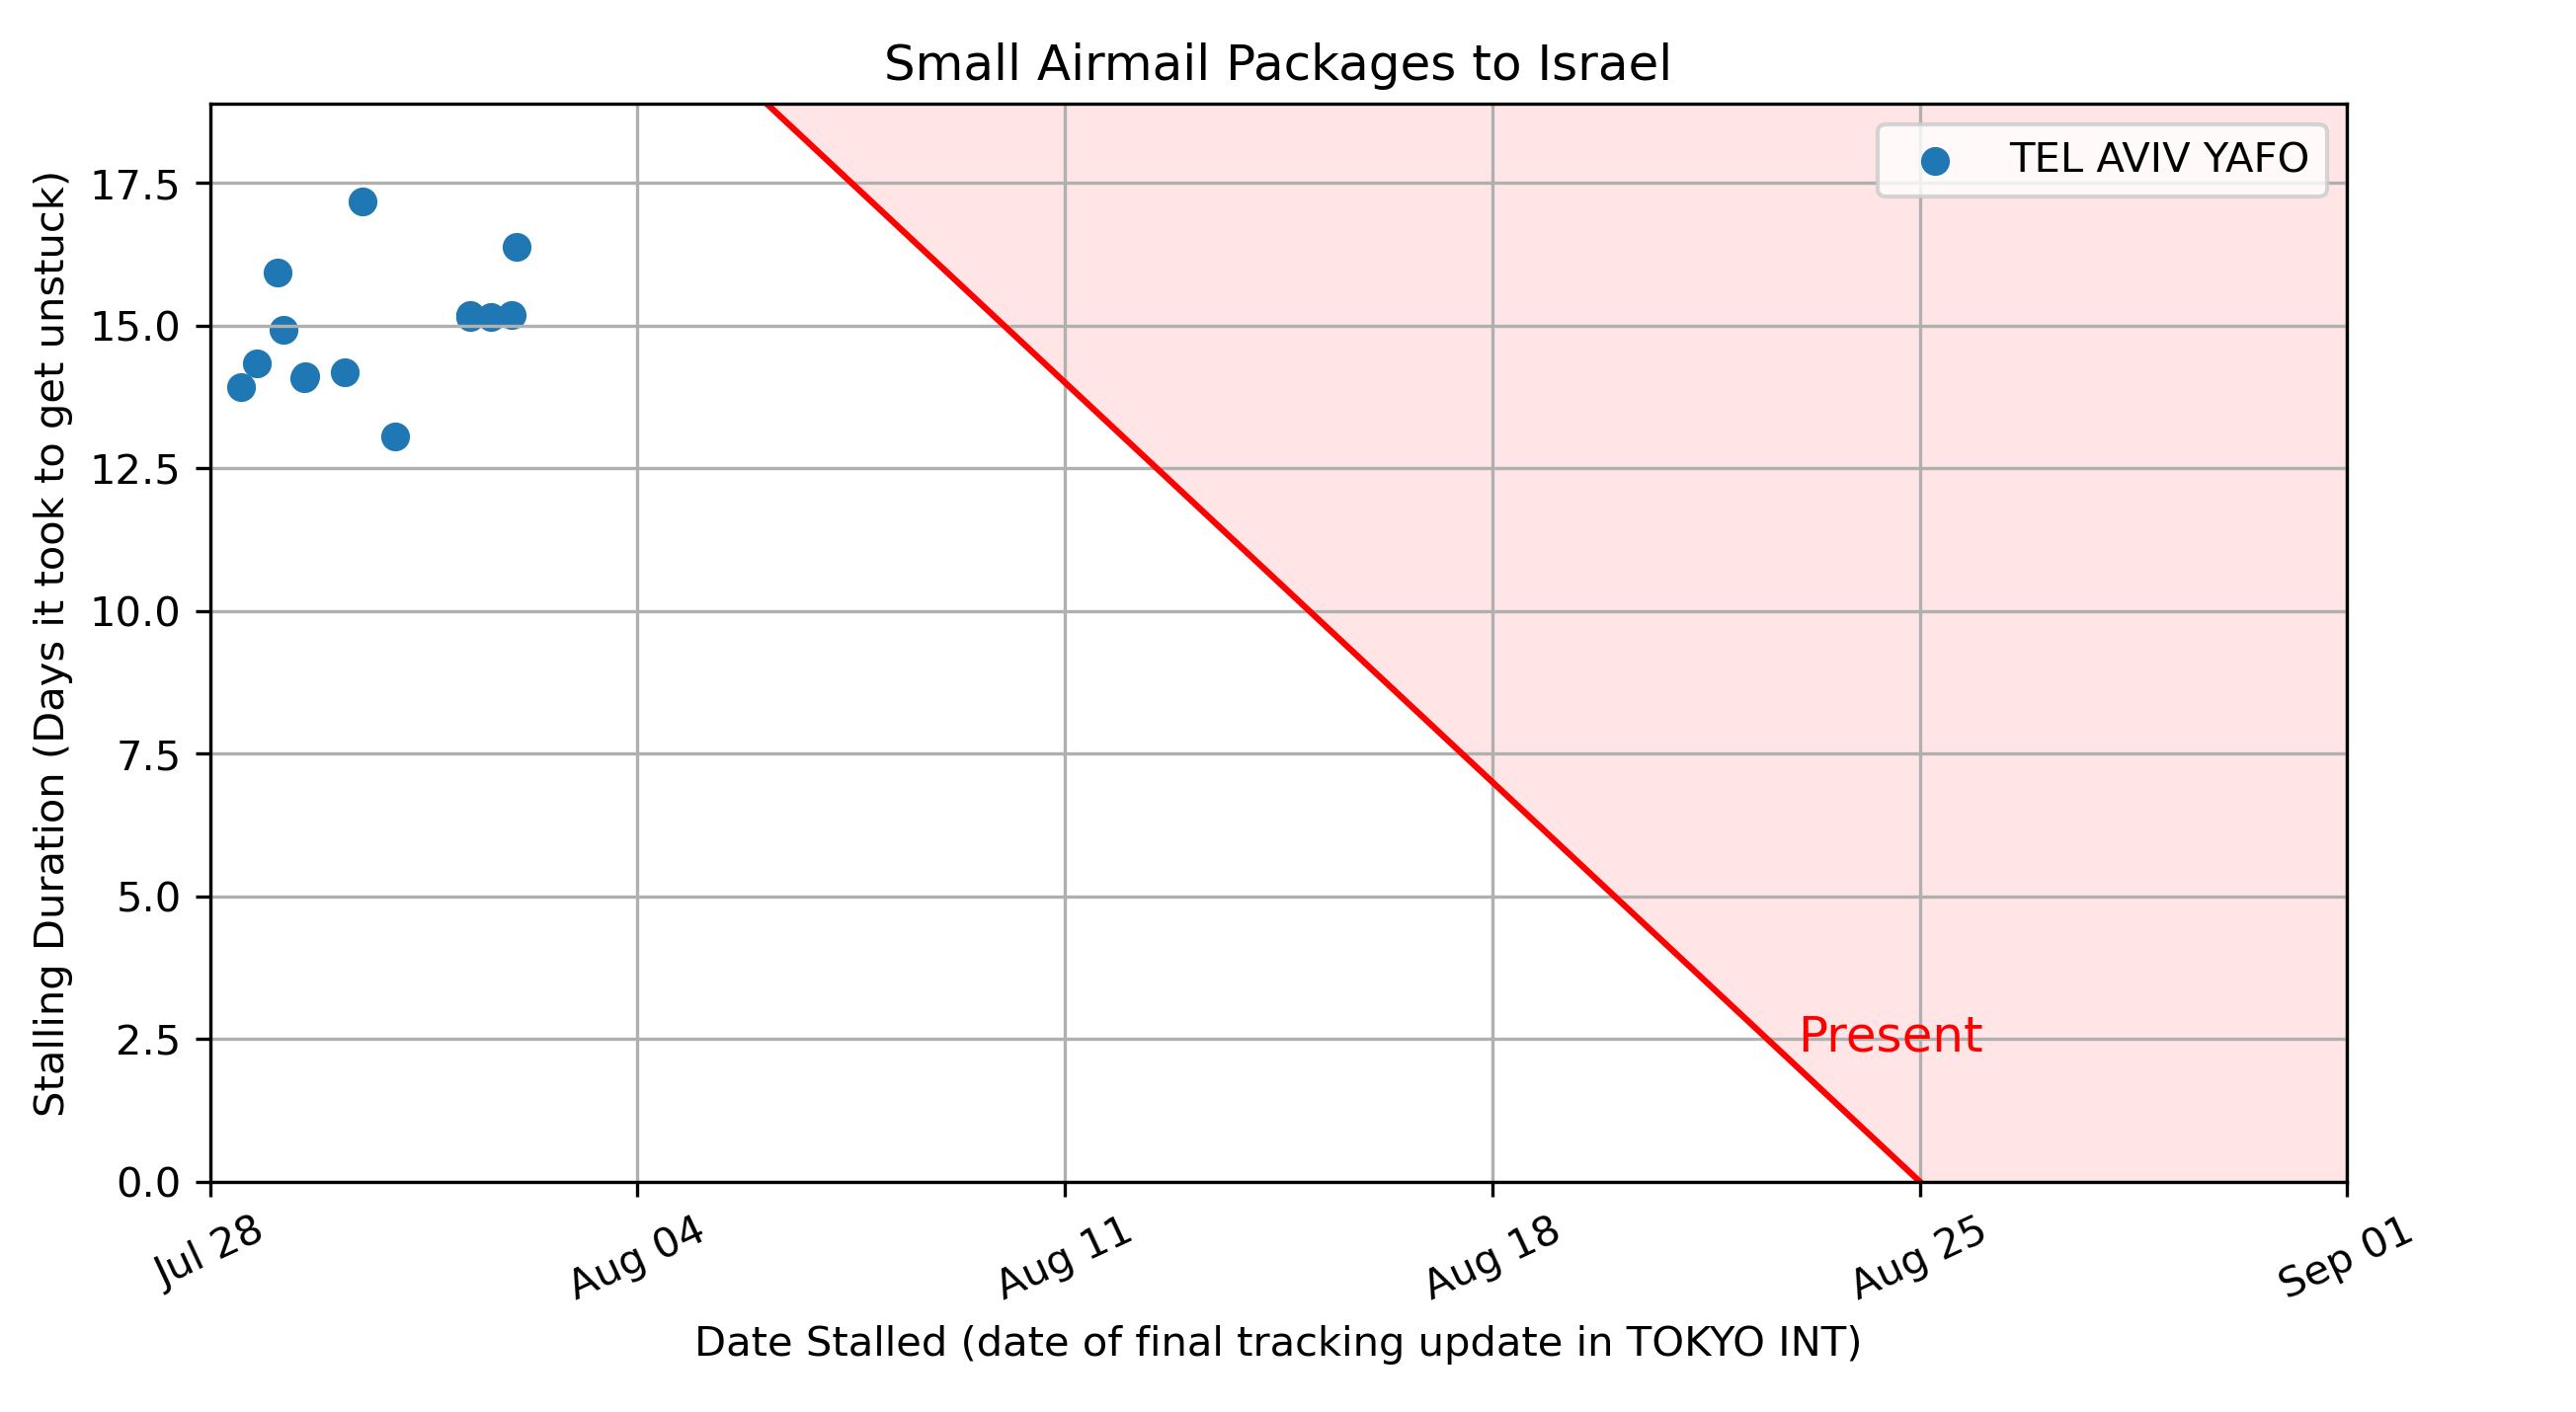 Small Airmail Packages to Israel
TEL AVIV YAFO
Stalling Duration (Days it took to get unstuck)
17.5
15.0
12.5
10.0
7.5
5.0
2.5
0.0
Present
Jul 28
Aug 04
Aug 11
Aug 18
Aug 25
Sep 01
Date Stalled (date of final tracking update in TOKYO INT)